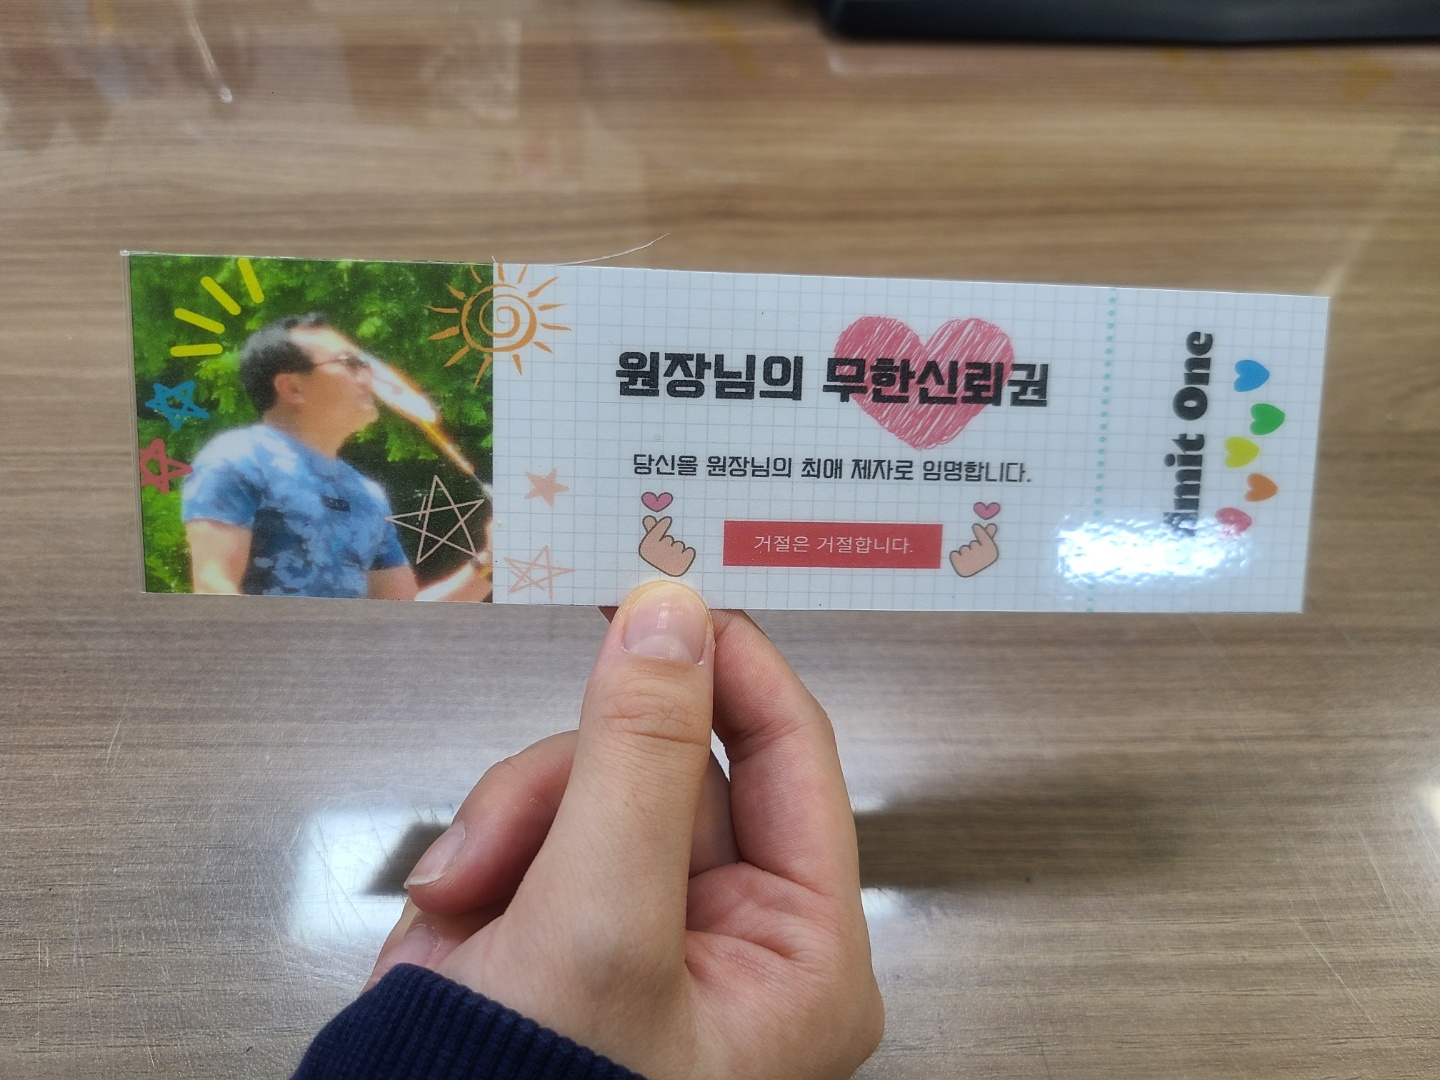 원장님의 무한신뢰권
당신을 원장님의 최애 제자로 임명합니다.
거절은 거절합니다.
Admit One